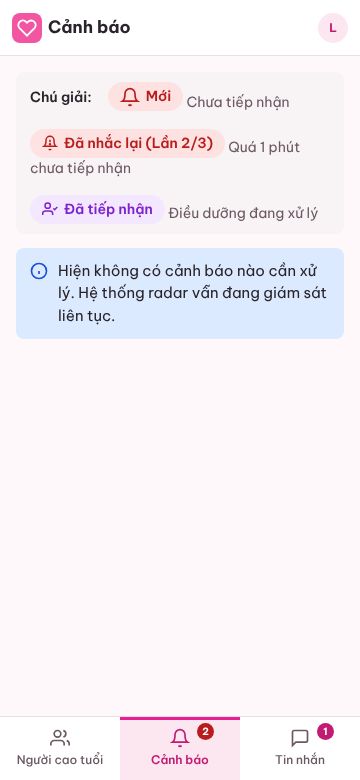 Cảnh báo
L
Chú giải: Mới Chưa tiếp nhận
Đã nhắc lại (Lần 2/3) Quá 1 phút
chưa tiếp nhận
Đã tiếp nhận Điều dưỡng đang xử lý
Hiện không có cảnh báo nào cần xử
lý. Hệ thống radar vẫn đang giám sát
liên tục.
2
1
Người cao tuổi
Cảnh báo
Tin nhắn